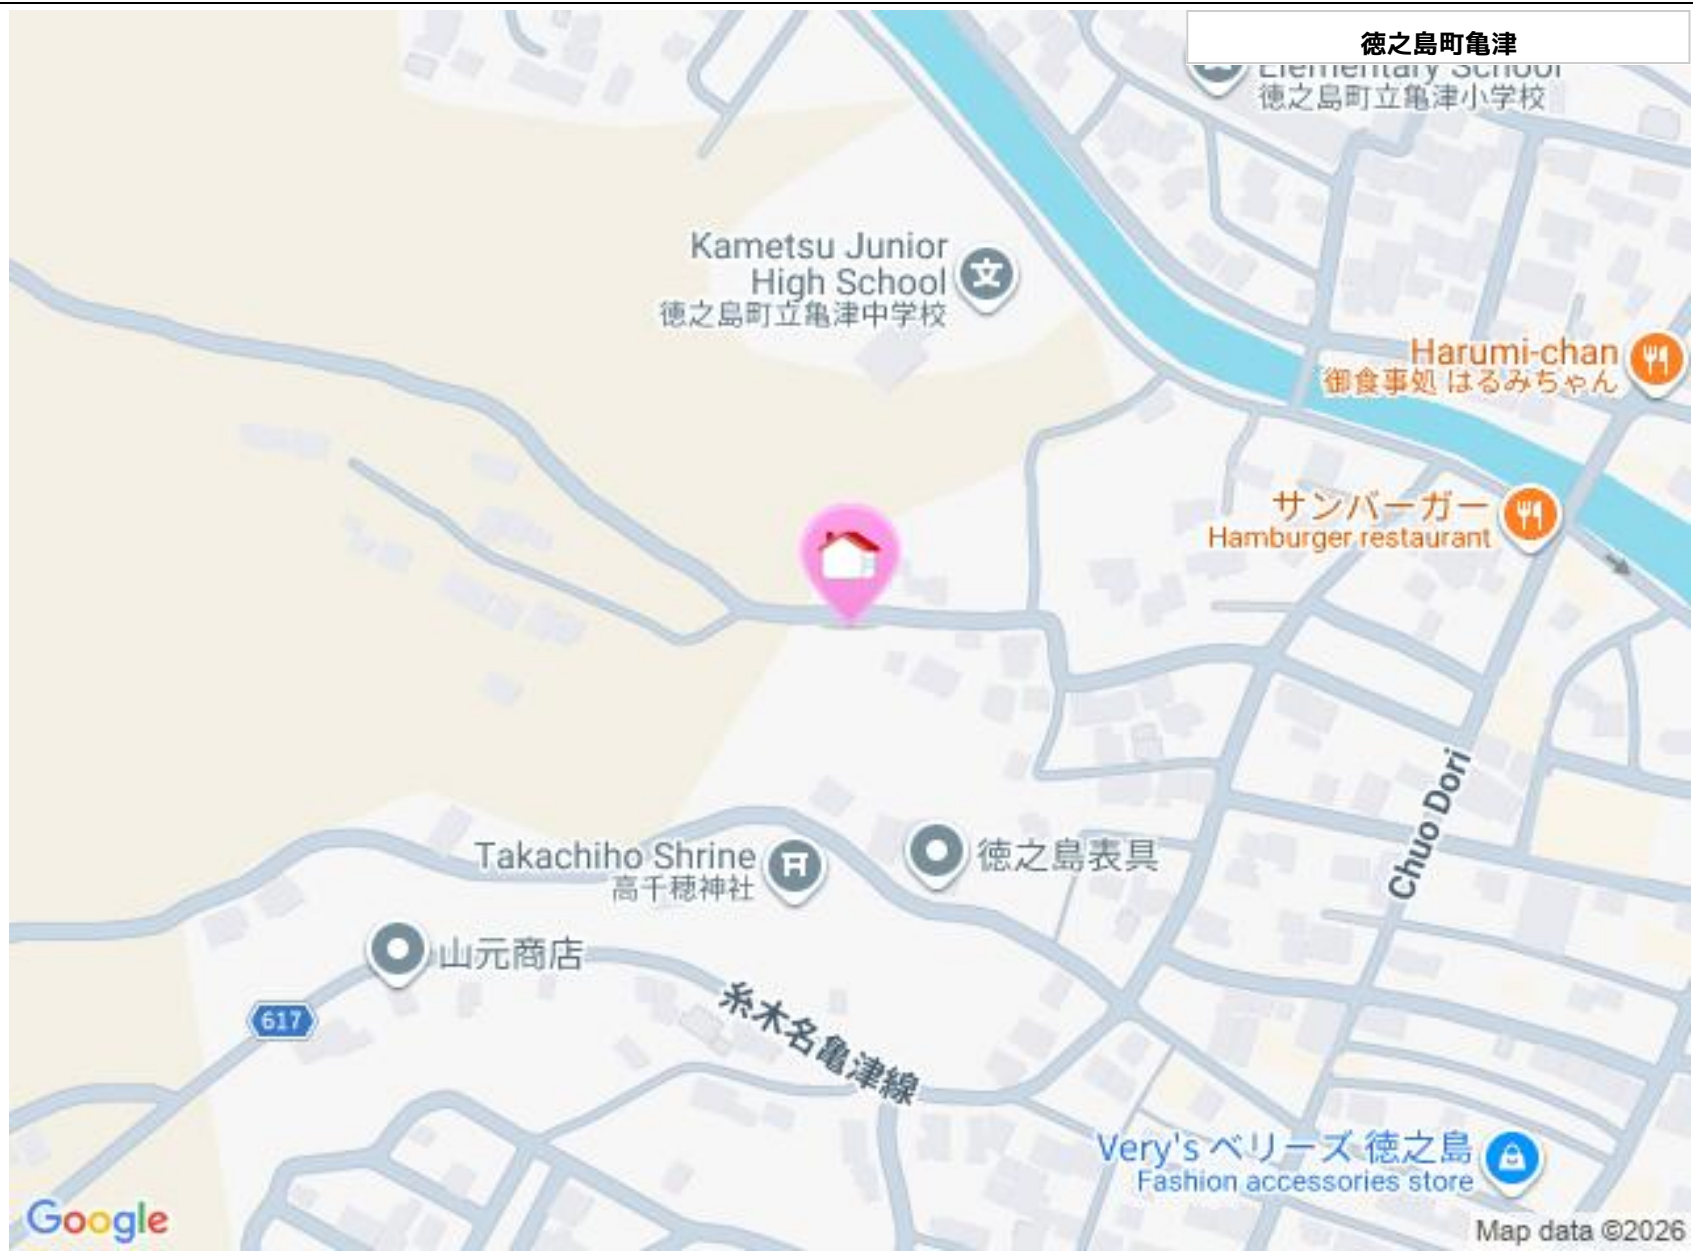 徳之島町亀津
Elementary School
徳之島町立亀津小学校
Kametsu Junior
High School
徳之島町立亀津中学校
Harumi-chan
御食事処 はるみちゃん
サンバーガー
Hamburger restaurant
Chuo Dori
Takachiho Shrine
高千穂神社
徳之島表具
山元商店
617
糸木名亀津線
Very's ベリーズ 徳之島
Fashion accessories store
Google
Map data ©2026